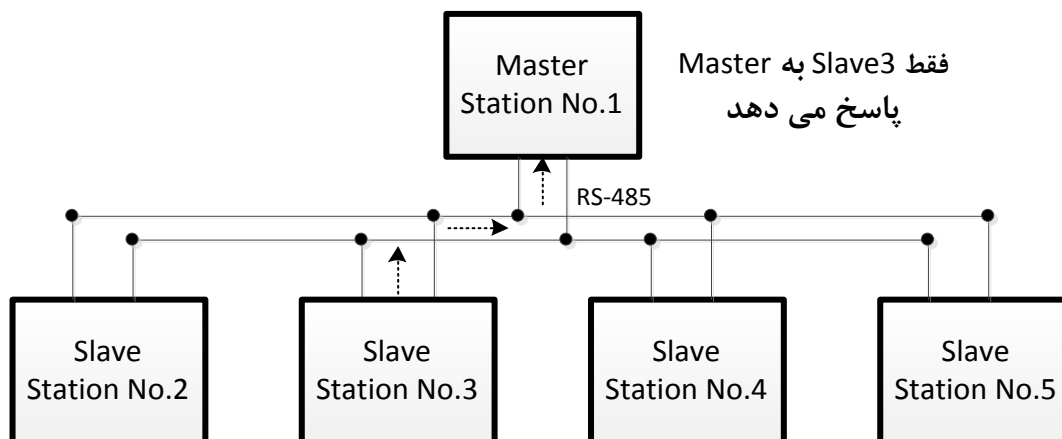 Master
Station No.1
فقط Slave3 به Master
پاسخ می دهد
RS-485
Slave
Station No.2
Slave
Station No.3
Slave
Station No.4
Slave
Station No.5